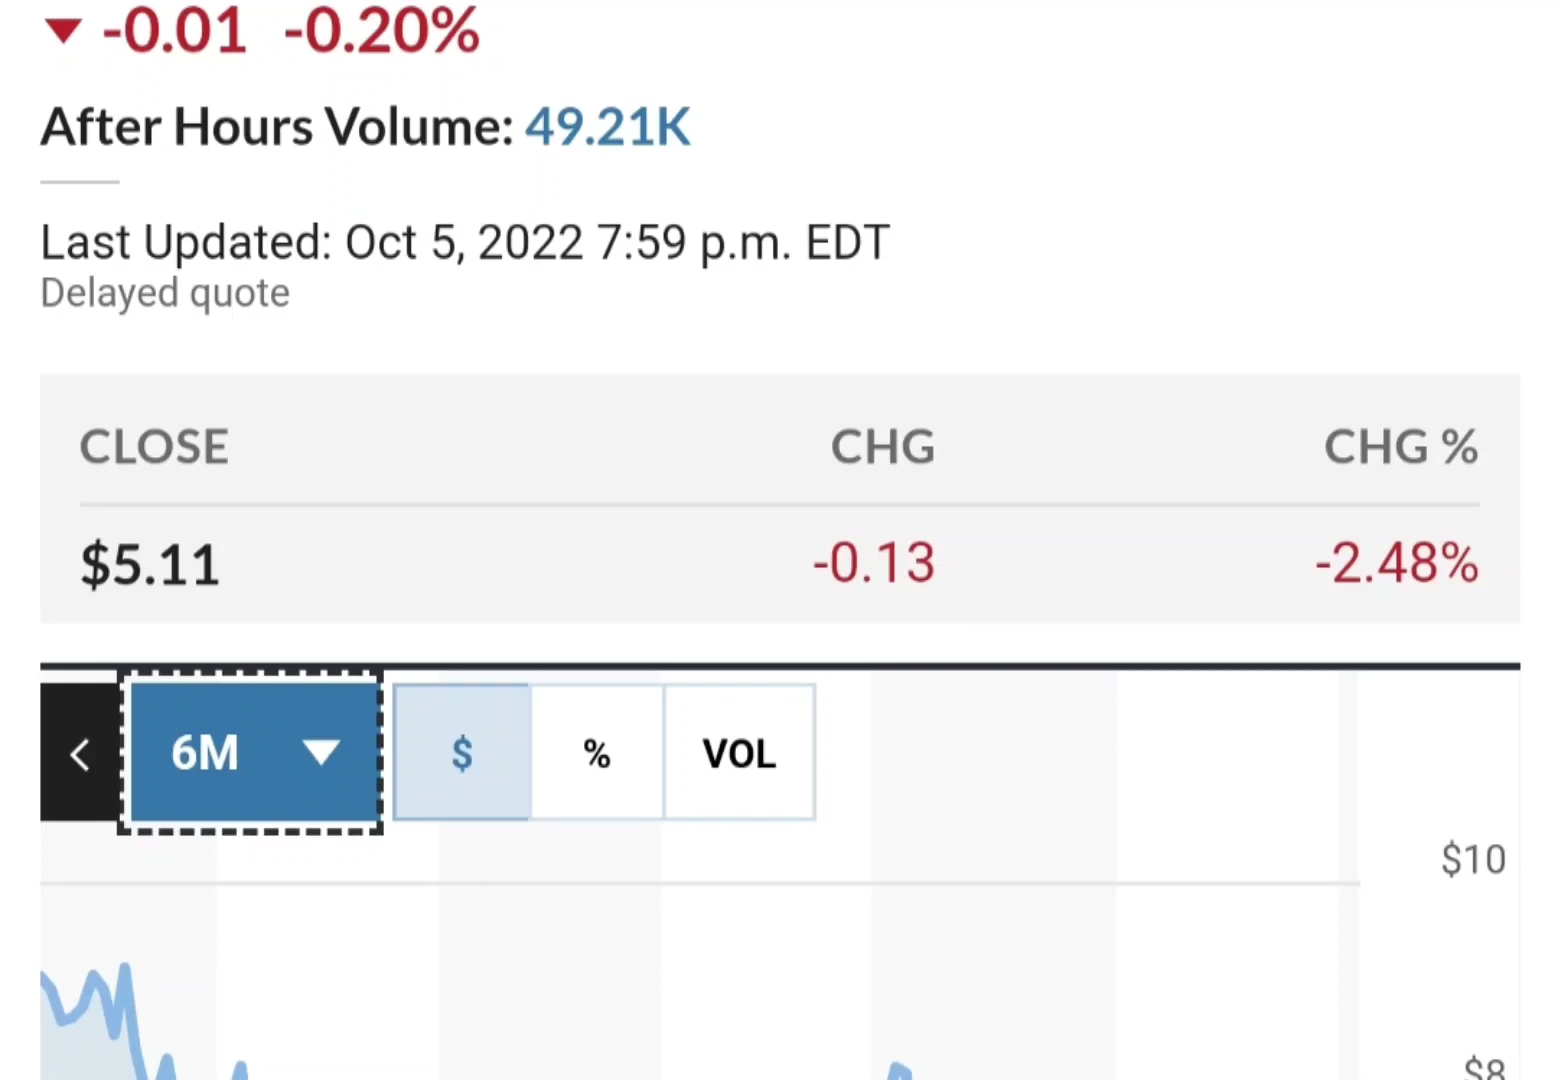 -0.01 -0.20%
After Hours Volume: 49.21K
Last Updated: Oct 5, 2022 7:59 p.m. EDT
Delayed quote
CLOSE CHG CHG %
$5.11 -0.13 -2.48%
6M $ % VOL
$10
$8